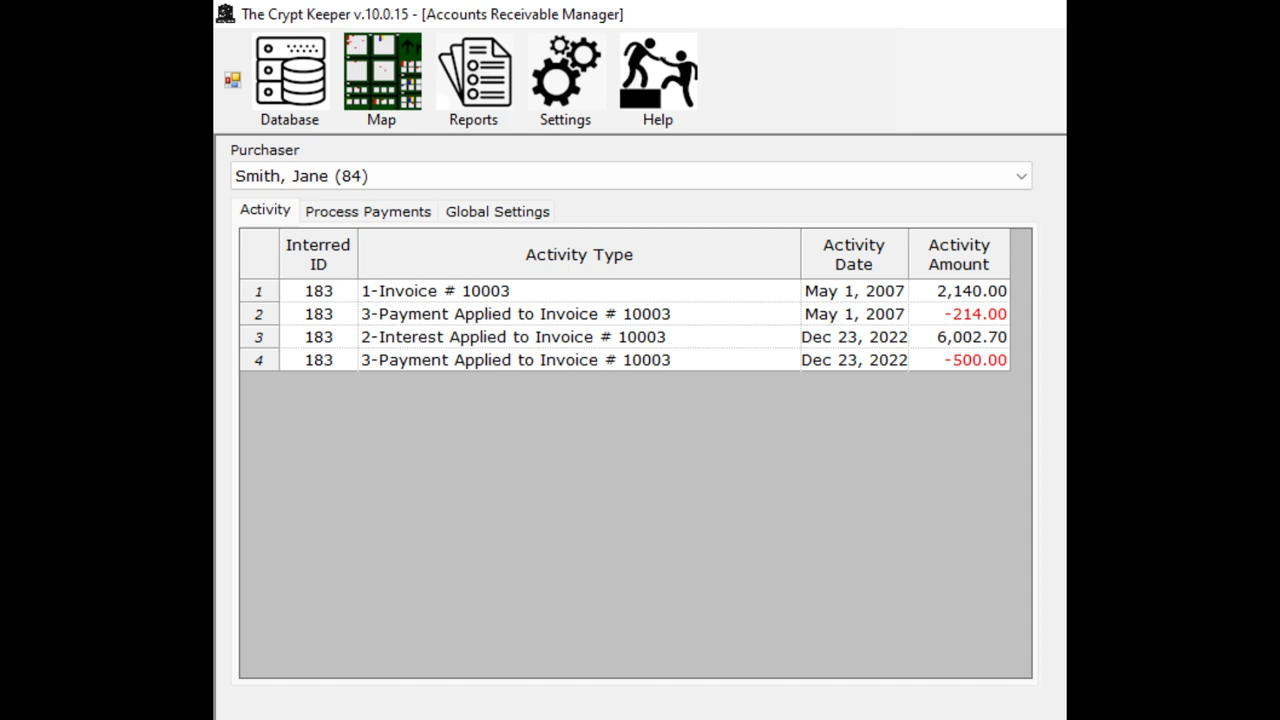 The Crypt Keeper v.10.0.15 - [Accounts Receivable Manager]
Database Map Reports Settings Help
Purchaser
Smith, Jane (84)
Activity Process Payments Global Settings
Interred ID Activity Type Activity Date Activity Amount
1 183 1-Invoice # 10003 May 1, 2007 2,140.00
2 183 3-Payment Applied to Invoice # 10003 May 1, 2007 -214.00
3 183 2-Interest Applied to Invoice # 10003 Dec 23, 2022 6,002.70
4 183 3-Payment Applied to Invoice # 10003 Dec 23, 2022 -500.00